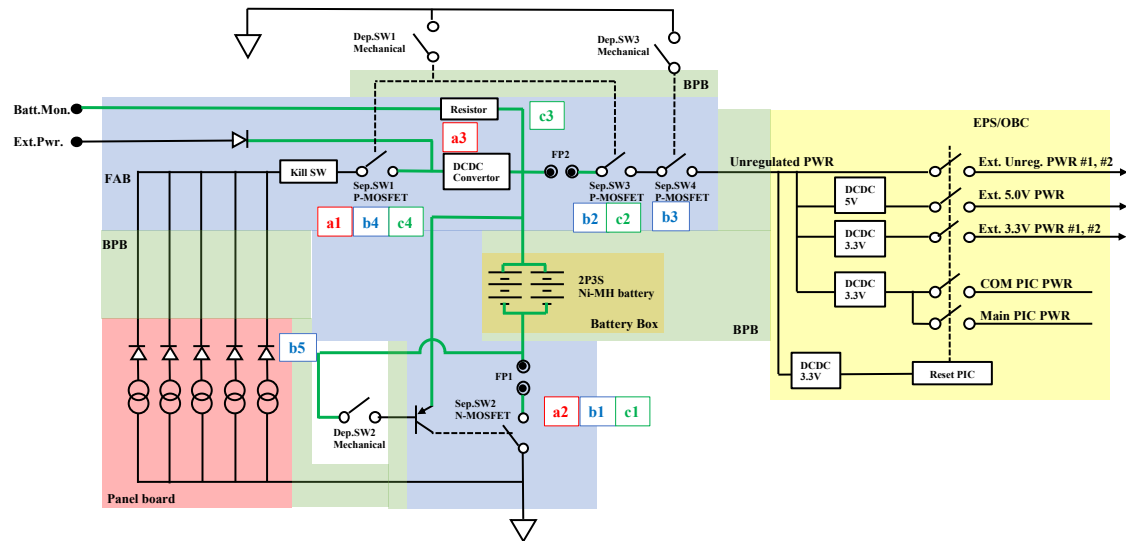 Dep.SW1
Mechanical
Dep.SW3
Mechanical
BPB
Batt.Mon.
Resistor
c3
EPS/OBC
Ext.Pwr.
a3
FAB
Kill SW
DCDC
Convertor
FP2
Unregulated PWR
Ext. Unreg. PWR #1, #2
Sep.SW1
P-MOSFET
Sep.SW3
P-MOSFET
Sep.SW4
P-MOSFET
DCDC
5V
Ext. 5.0V PWR
a1
b4
c4
b2
c2
b3
DCDC
3.3V
Ext. 3.3V PWR #1, #2
BPB
2P3S
Ni-MH battery
DCDC
3.3V
COM PIC PWR
Battery Box
BPB
Main PIC PWR
b5
FP1
DCDC
3.3V
Reset PIC
Sep.SW2
N-MOSFET
a2
b1
c1
Dep.SW2
Mechanical
Panel board